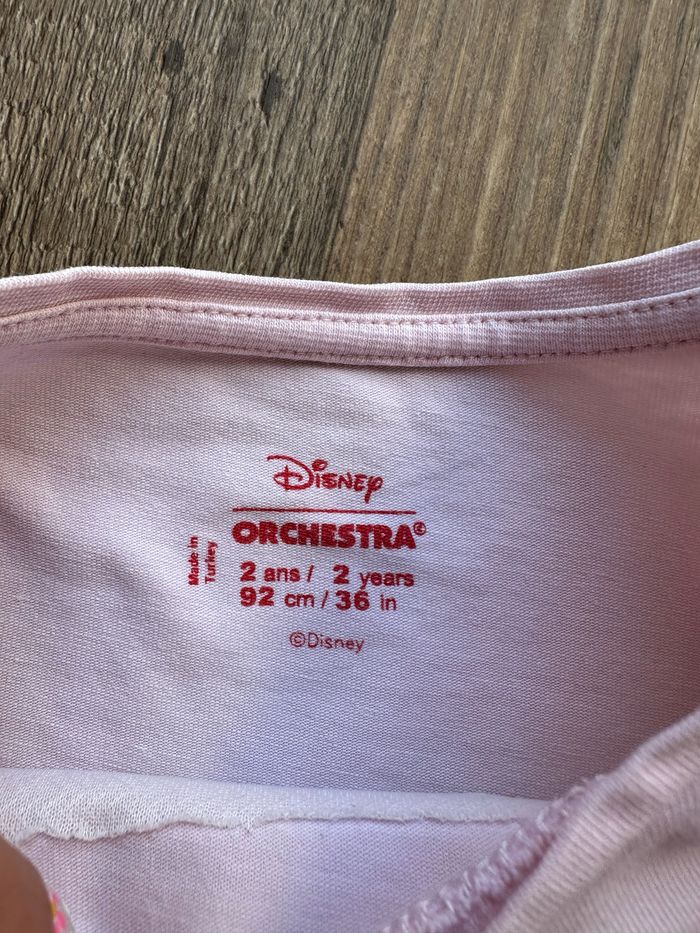 Disney
ORCHESTRA®
Made in
Turkey
2 ans / 2 years
92 cm / 36 in
©Disney